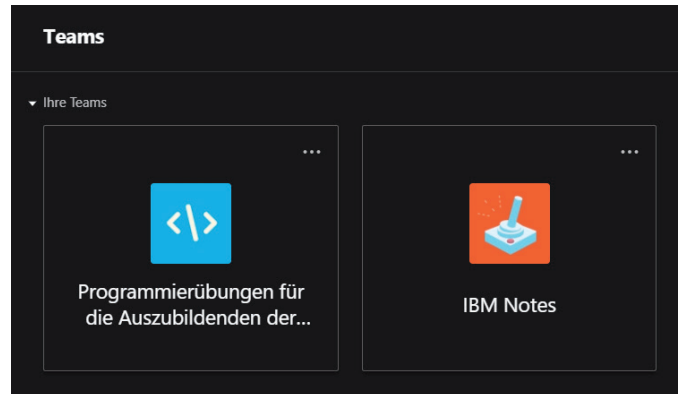 Teams
Ihre Teams
Programmierübungen für
die Auszubildenden der...
IBM Notes